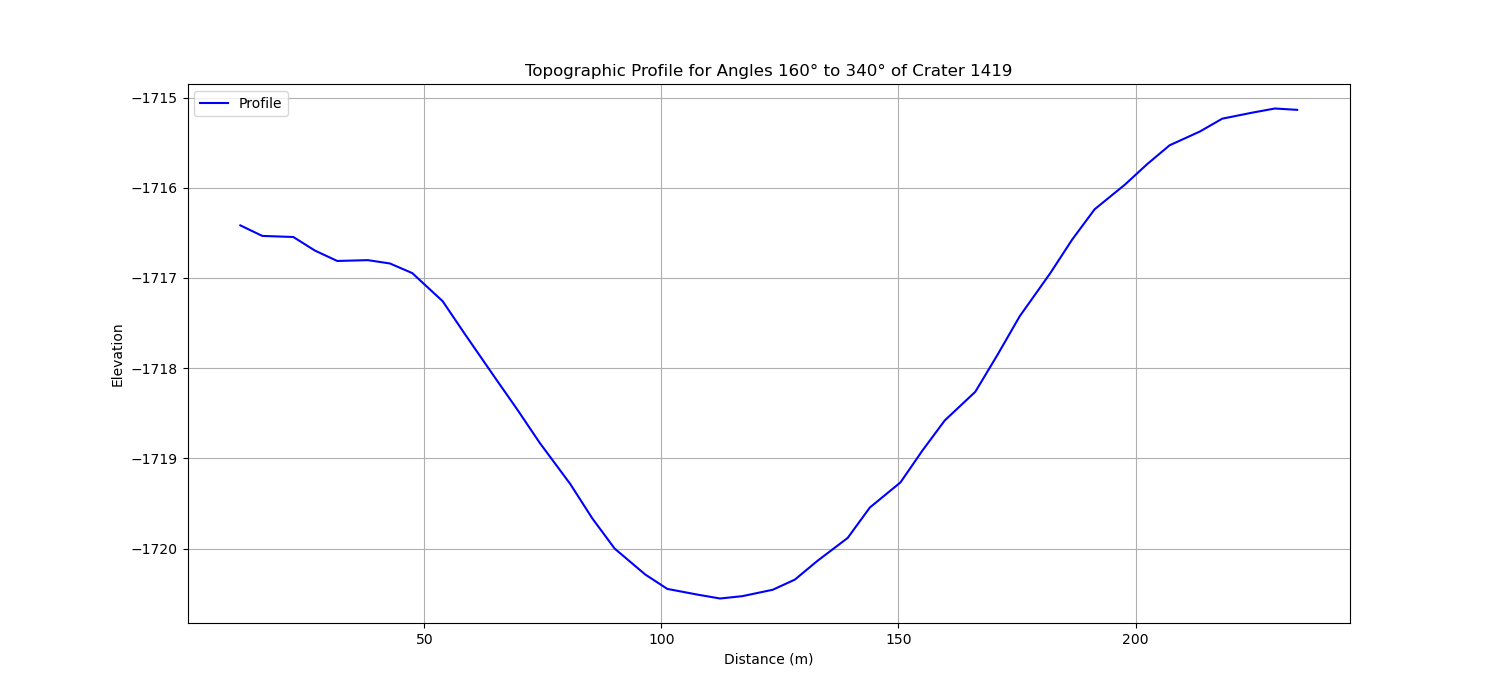 Topographic Profile for Angles 160° to 340° of Crater 1419
Profile
−1715
−1716
−1717
−1718
−1719
−1720
Elevation
50
100
150
200
Distance (m)